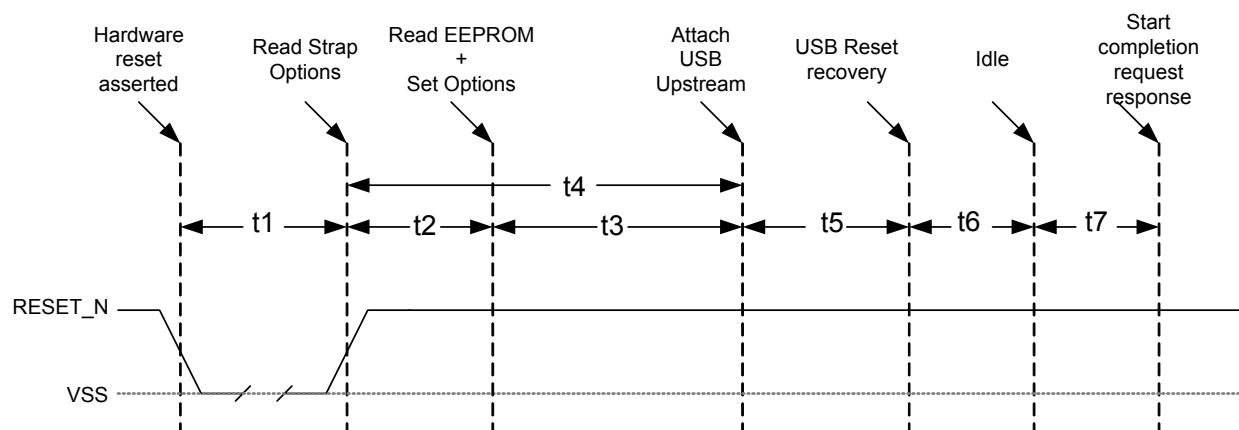 Hardware
reset
asserted
Read Strap
Options
Read EEPROM
+
Set Options
Attach
USB
Upstream
USB Reset
recovery
Idle
Start
completion
request
response
t4
t1
t2
t3
t5
t6
t7
RESET_N
VSS